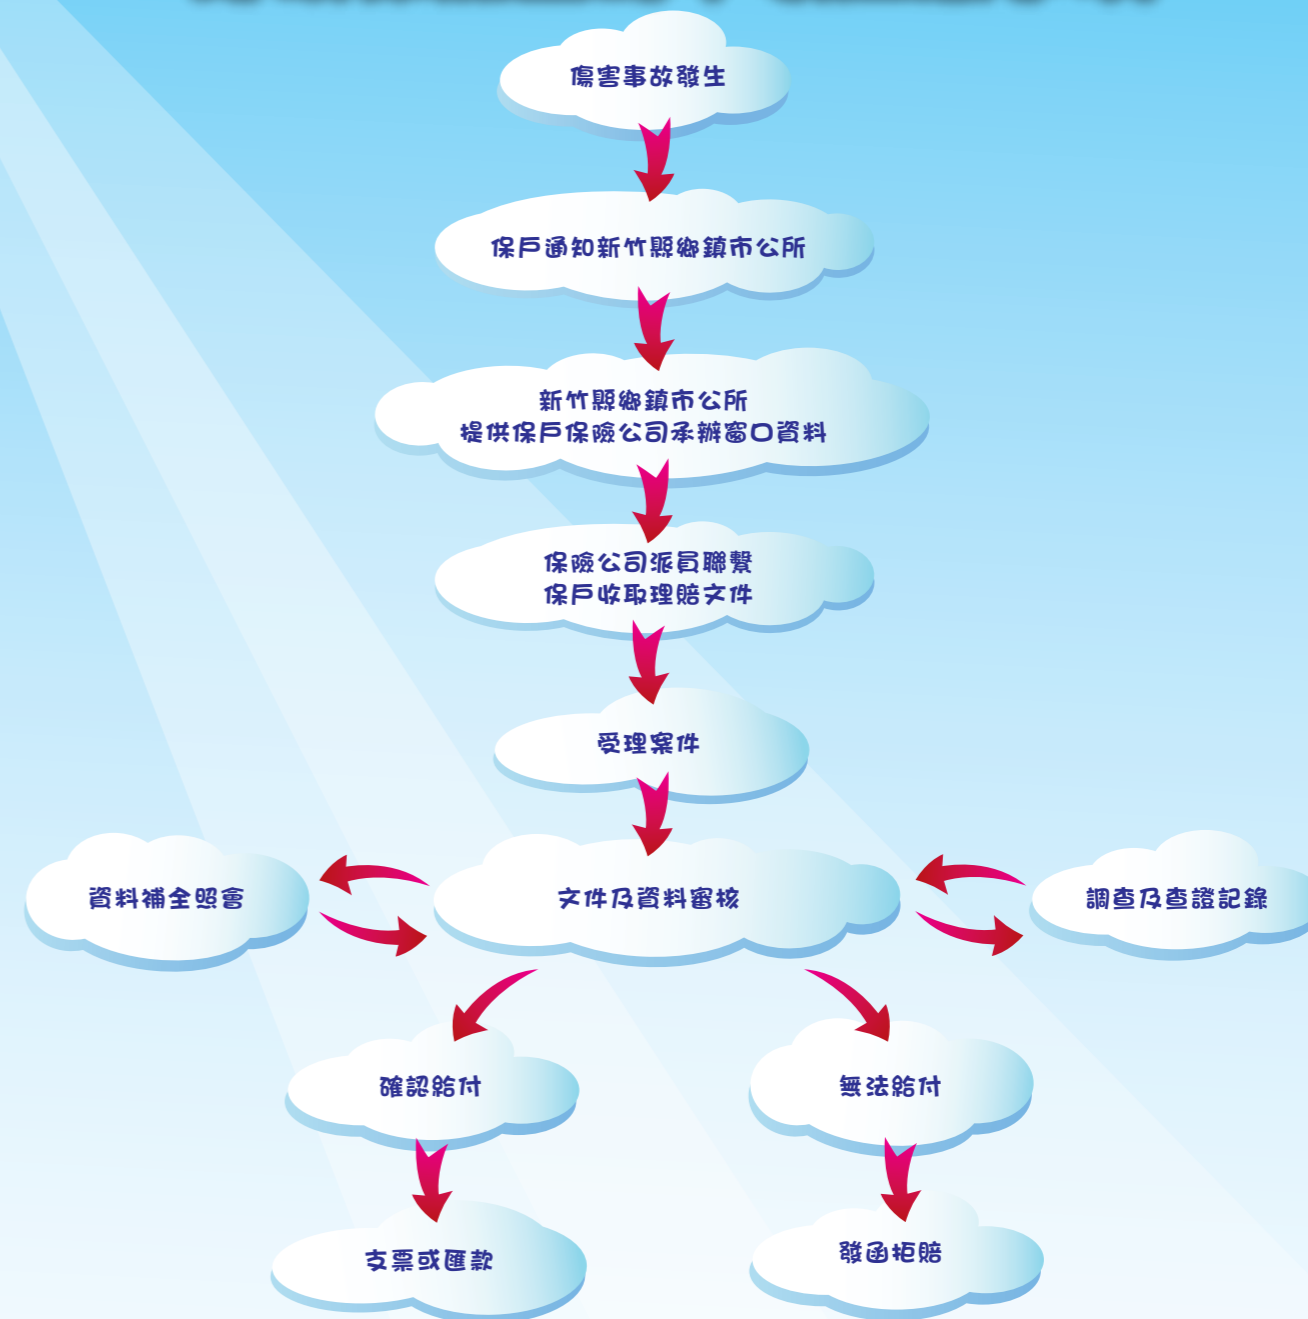 傷害事故發生
保戶通知新竹縣鄉鎮市公所
新竹縣鄉鎮市公所
提供保戶保險公司承辦窗口資料
保險公司派員聯繫
保戶收取理賠文件
受理案件
資料補全照會
文件及資料審核
調查及查證記錄
確認給付
無法給付
支票或匯款
發函拒賠